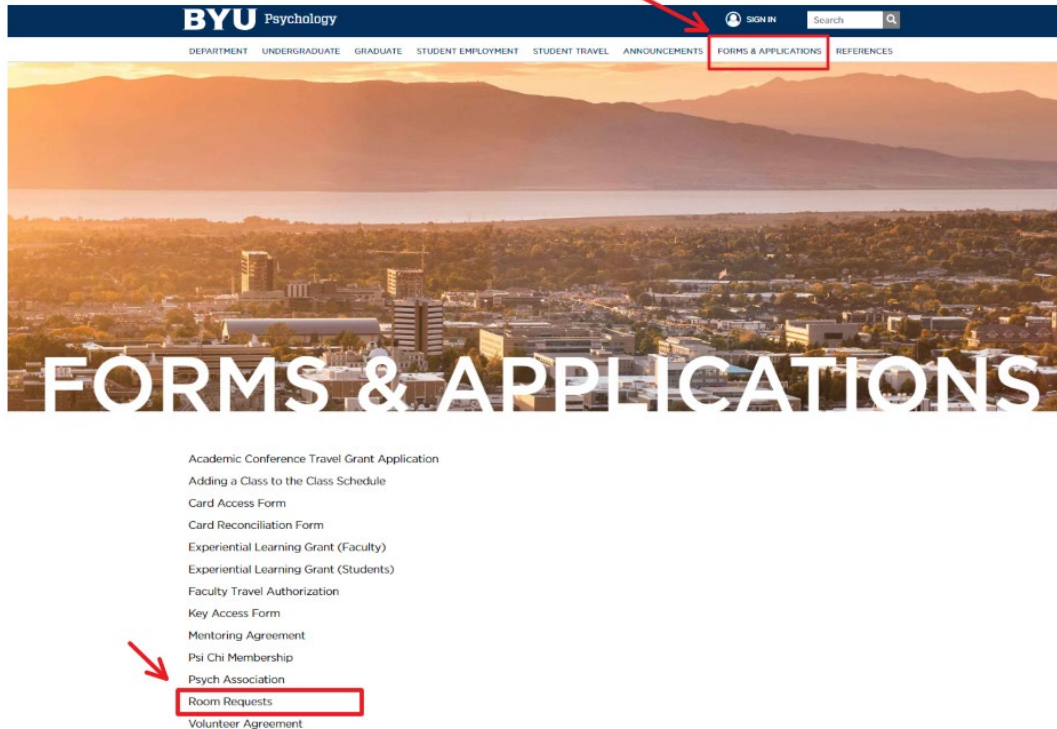 BYU Psychology SIGN IN Search
DEPARTMENT UNDERGRADUATE GRADUATE STUDENT EMPLOYMENT STUDENT TRAVEL ANNOUNCEMENTS FORMS & APPLICATIONS REFERENCES
FORMS & APPLICATIONS
Academic Conference Travel Grant Application
Adding a Class to the Class Schedule
Card Access Form
Card Reconciliation Form
Experiential Learning Grant (Faculty)
Experiential Learning Grant (Students)
Faculty Travel Authorization
Key Access Form
Mentoring Agreement
Psi Chi Membership
Psych Association
Room Requests
Volunteer Agreement